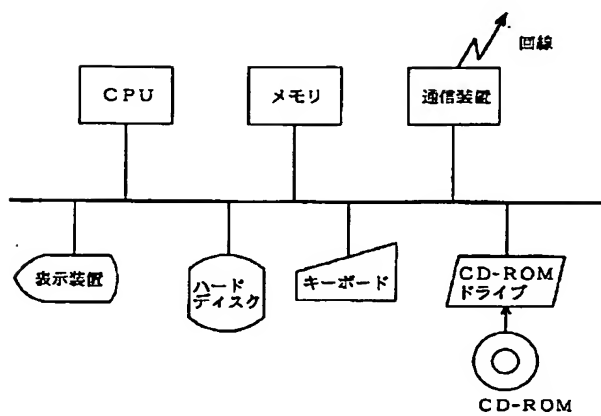 回線
CPU
メモリ
通信装置
表示装置
ハード
ディスク
キーボード
CD-ROM
ドライブ
CD-ROM